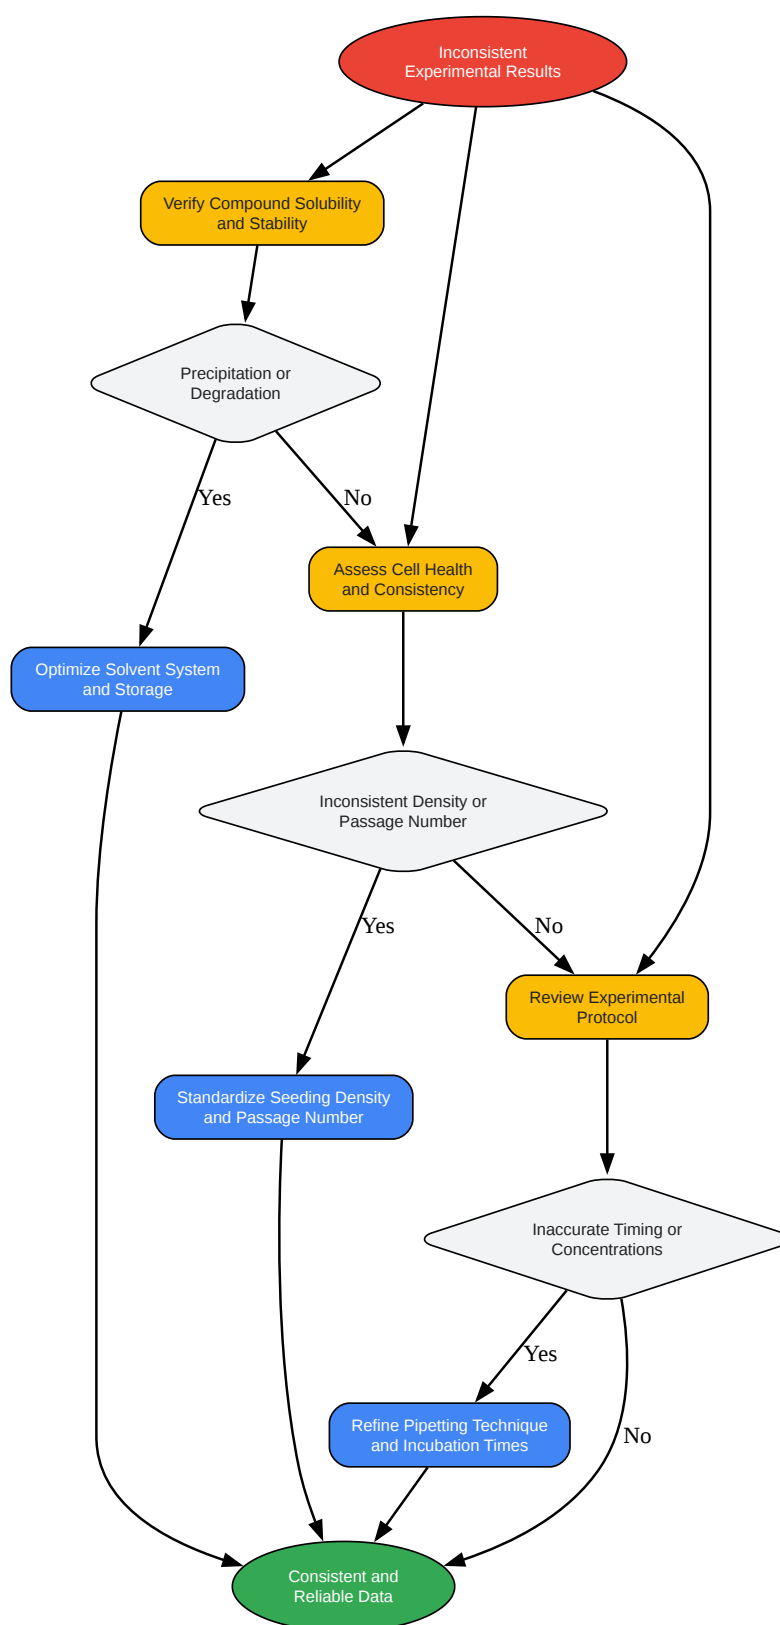 Inconsistent
Experimental Results
Verify Compound Solubility
and Stability
Precipitation or
Degradation
Yes
No
Assess Cell Health
and Consistency
Optimize Solvent System
and Storage
Inconsistent Density or
Passage Number
Yes
No
Review Experimental
Protocol
Standardize Seeding Density
and Passage Number
Inaccurate Timing or
Concentrations
Yes
No
Refine Pipetting Technique
and Incubation Times
Consistent and
Reliable Data